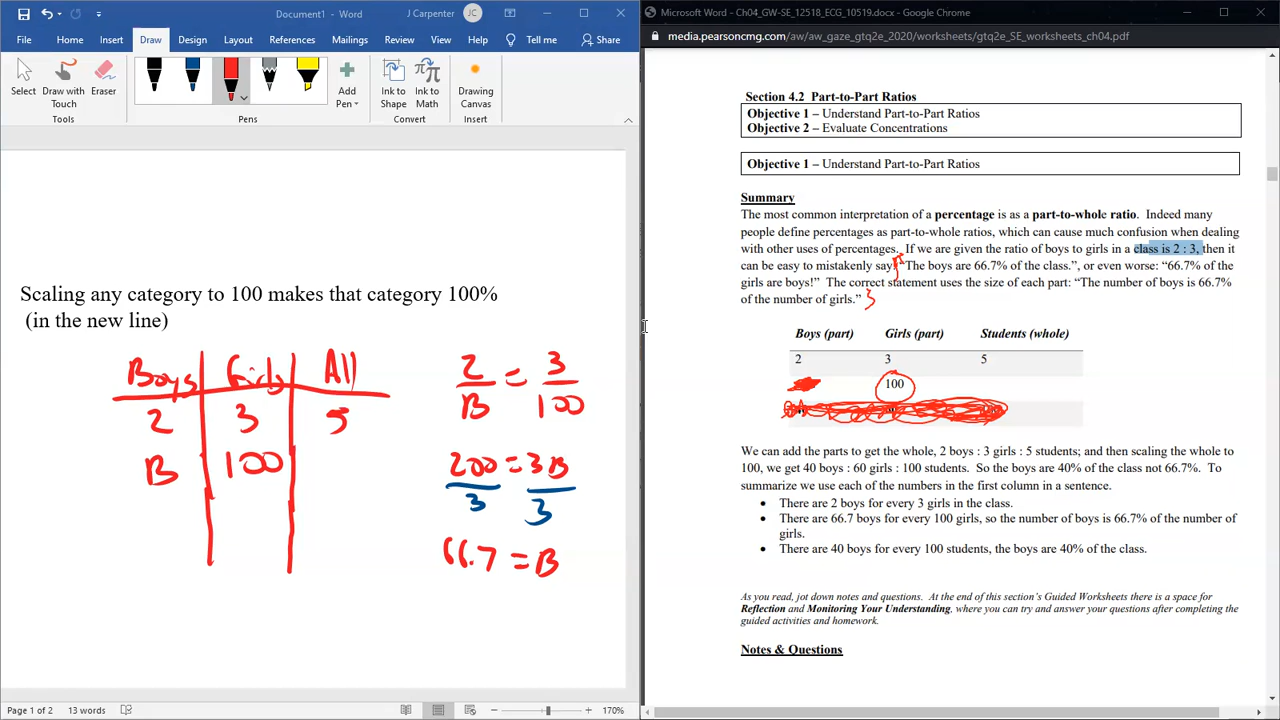 Document1 - Word
J Carpenter
JC
File Home Insert Draw Design Layout References Mailings Review View Help Tell me Share
Select
Draw with Touch
Eraser
Add Pen
Ink to Shape
Ink to Math
Drawing Canvas
Tools Pens Convert Insert
Scaling any category to 100 makes that category 100%
(in the new line)
Boys Girls All
2 3 5
B 100
2/B = 3/100
200/3 = 3B/3
66.7 = B
Page 1 of 2 13 words 170%
Microsoft Word - Ch04_GW-SE_12518_ECG_10519.docx - Google Chrome
media.pearsoncmg.com/aw/aw_gaze_gtq2e_2020/worksheets/gtq2e_SE_worksheets_ch04.pdf
Section 4.2 Part-to-Part Ratios
Objective 1 – Understand Part-to-Part Ratios
Objective 2 – Evaluate Concentrations
Objective 1 – Understand Part-to-Part Ratios
Summary
The most common interpretation of a percentage is as a part-to-whole ratio. Indeed many
people define percentages as part-to-whole ratios, which can cause much confusion when dealing
with other uses of percentages. If we are given the ratio of boys to girls in a class is 2 : 3, then it
can be easy to mistakenly say: “The boys are 66.7% of the class.”, or even worse: “66.7% of the
girls are boys!” The correct statement uses the size of each part: “The number of boys is 66.7%
of the number of girls.” 3
Boys (part) Girls (part) Students (whole)
2 3 5
100
We can add the parts to get the whole, 2 boys : 3 girls : 5 students; and then scaling the whole to
100, we get 40 boys : 60 girls : 100 students. So the boys are 40% of the class not 66.7%. To
summarize we use each of the numbers in the first column in a sentence.
• There are 2 boys for every 3 girls in the class.
• There are 66.7 boys for every 100 girls, so the number of boys is 66.7% of the number of
girls.
• There are 40 boys for every 100 students, the boys are 40% of the class.
As you read, jot down notes and questions. At the end of this section’s Guided Worksheets there is a space for
Reflection and Monitoring Your Understanding, where you can try and answer your questions after completing the
guided activities and homework.
Notes & Questions